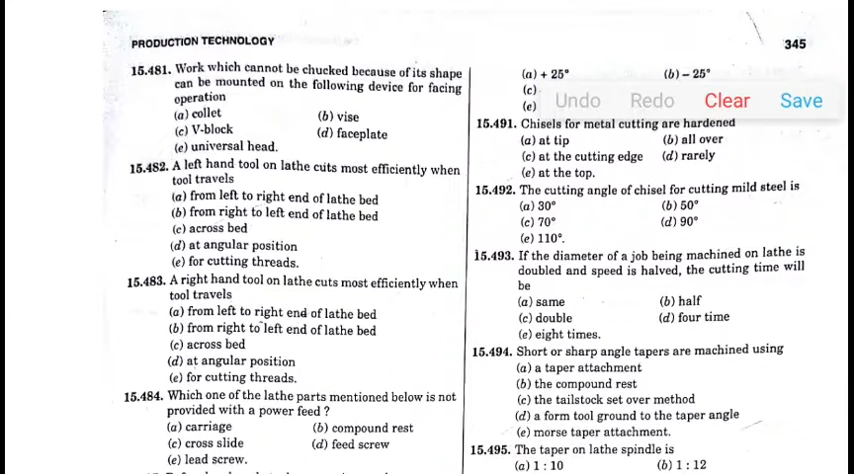 PRODUCTION TECHNOLOGY
345
15.481. Work which cannot be chucked because of its shape
can be mounted on the following device for facing
operation
(a) collet (b) vise
(c) V-block (d) faceplate
(e) universal head.
15.482. A left hand tool on lathe cuts most efficiently when
tool travels
(a) from left to right end of lathe bed
(b) from right to left end of lathe bed
(c) across bed
(d) at angular position
(e) for cutting threads.
15.483. A right hand tool on lathe cuts most efficiently when
tool travels
(a) from left to right end of lathe bed
(b) from right to left end of lathe bed
(c) across bed
(d) at angular position
(e) for cutting threads.
15.484. Which one of the lathe parts mentioned below is not
provided with a power feed ?
(a) carriage (b) compound rest
(c) cross slide (d) feed screw
(e) lead screw.
(a) + 25° (b) – 25°
(c)
(e)
Undo Redo Clear Save
15.491. Chisels for metal cutting are hardened
(a) at tip (b) all over
(c) at the cutting edge (d) rarely
(e) at the top.
15.492. The cutting angle of chisel for cutting mild steel is
(a) 30° (b) 50°
(c) 70° (d) 90°
(e) 110°.
15.493. If the diameter of a job being machined on lathe is
doubled and speed is halved, the cutting time will
be
(a) same (b) half
(c) double (d) four time
(e) eight times.
15.494. Short or sharp angle tapers are machined using
(a) a taper attachment
(b) the compound rest
(c) the tailstock set over method
(d) a form tool ground to the taper angle
(e) morse taper attachment.
15.495. The taper on lathe spindle is
(a) 1 : 10 (b) 1 : 12